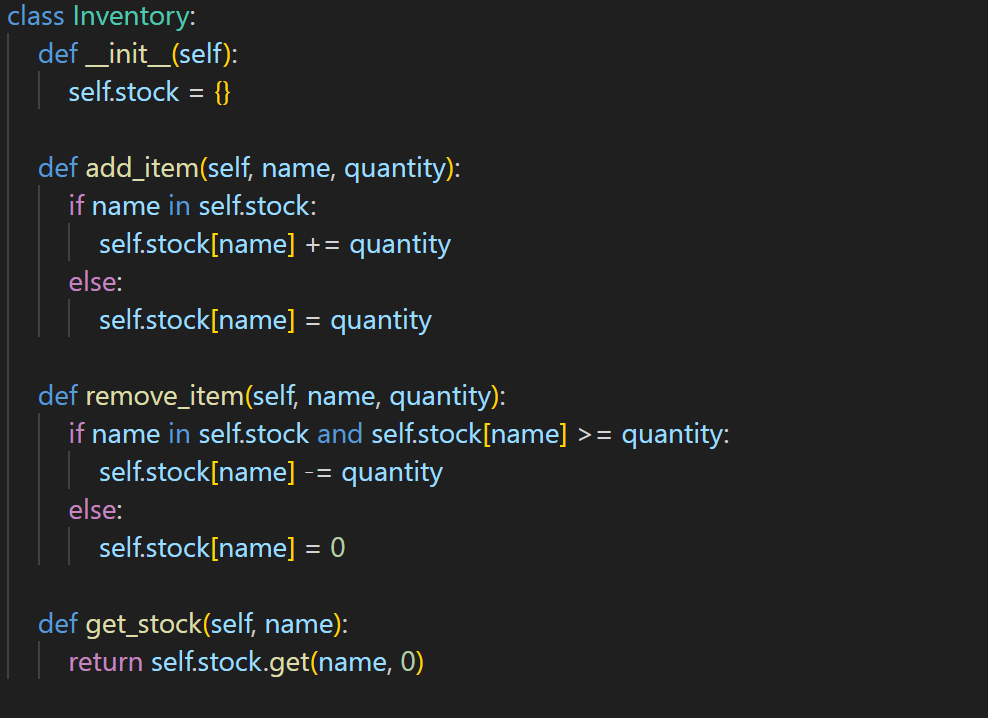 class Inventory:
    def __init__(self):
        self.stock = {}

    def add_item(self, name, quantity):
        if name in self.stock:
            self.stock[name] += quantity
        else:
            self.stock[name] = quantity

    def remove_item(self, name, quantity):
        if name in self.stock and self.stock[name] >= quantity:
            self.stock[name] -= quantity
        else:
            self.stock[name] = 0

    def get_stock(self, name):
        return self.stock.get(name, 0)